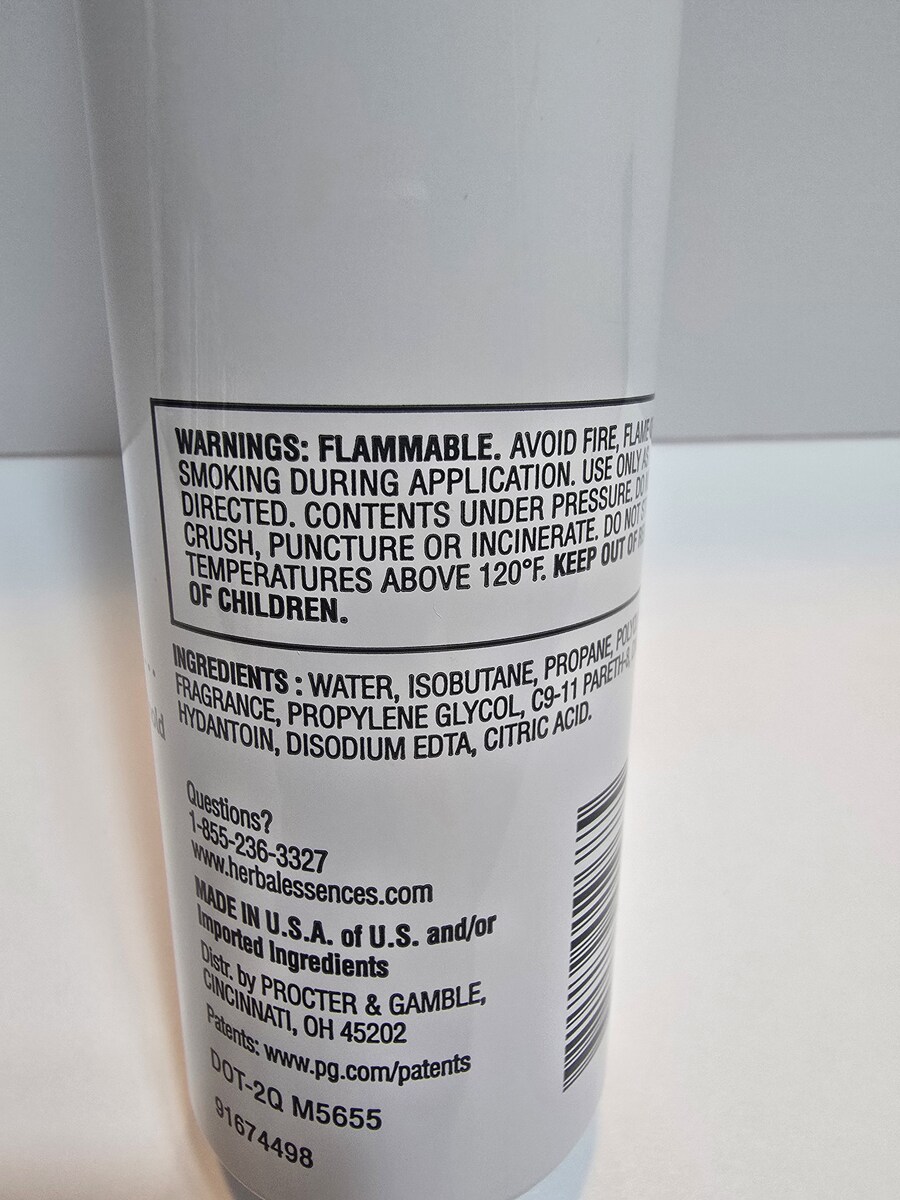 WARNINGS: FLAMMABLE. AVOID FIRE, FLAME
SMOKING DURING APPLICATION. USE ONLY AS
DIRECTED. CONTENTS UNDER PRESSURE. DO
CRUSH, PUNCTURE OR INCINERATE. DO NOT
TEMPERATURES ABOVE 120°F. KEEP OUT OF
OF CHILDREN.
INGREDIENTS : WATER, ISOBUTANE, PROPANE,
FRAGRANCE, PROPYLENE GLYCOL, C9-11 PARETH-
HYDANTOIN, DISODIUM EDTA, CITRIC ACID.
Questions?
1-855-236-3327
www.herbalessences.com
MADE IN U.S.A. of U.S. and/or
Imported Ingredients
Distr. by PROCTER & GAMBLE,
CINCINNATI, OH 45202
Patents: www.pg.com/patents
DOT-2Q M5655
91674498